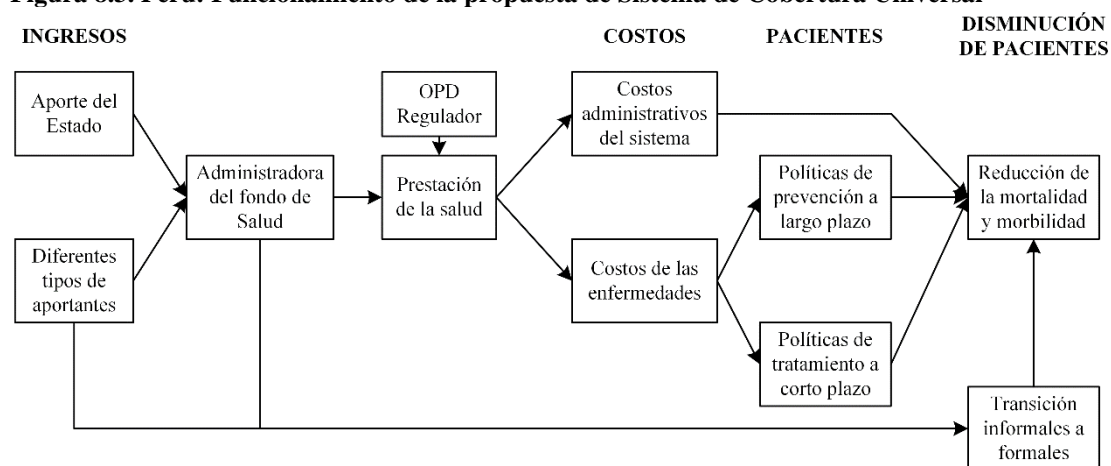 Figura 6.3. Perú: Funcionamiento de la propuesta de Sistema de Cobertura Universal
INGRESOS
COSTOS
PACIENTES
DISMINUCIÓN
DE PACIENTES
Aporte del
Estado
Diferentes
tipos de
aportantes
Administradora
del fondo de
Salud
OPD
Regulador
Prestación
de la salud
Costos
administrativos
del sistema
Costos de las
enfermedades
Políticas de
prevención a
largo plazo
Políticas de
tratamiento a
corto plazo
Reducción de
la mortalidad
y morbilidad
Transición
informales a
formales